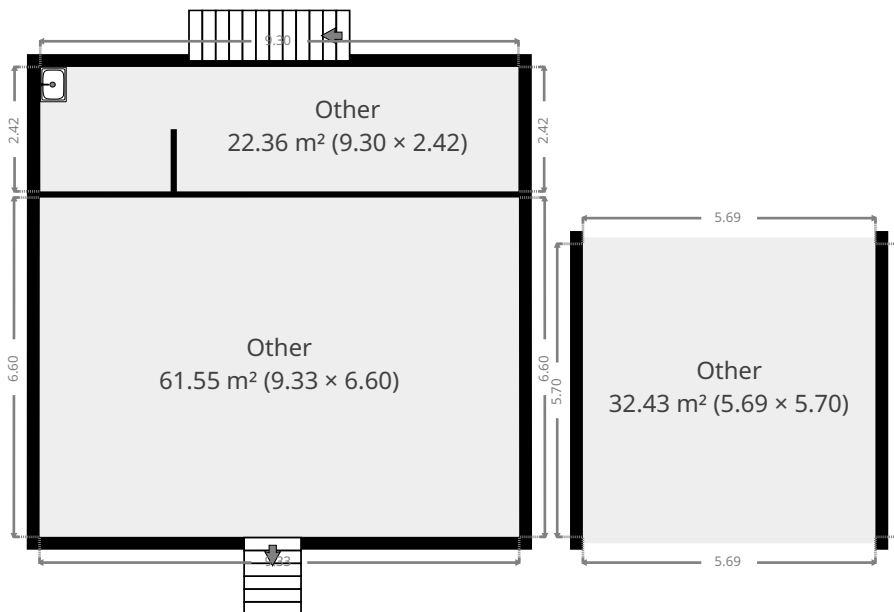 9.30
Other
22.36 m² (9.30 × 2.42)
2.42
2.42
5.69
Other
61.55 m² (9.33 × 6.60)
6.60
6.60
5.70
Other
32.43 m² (5.69 × 5.70)
9.33
5.69